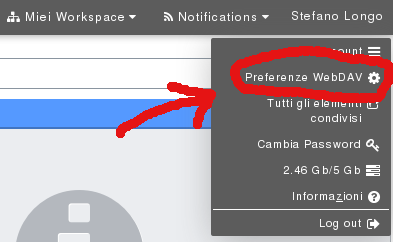 Miei Workspace
Notifications
Stefano Longo
Preferenze WebDAV
Tutti gli elementi
condivisi
Cambia Password
2.46 Gb/5 Gb
Informazioni
Log out